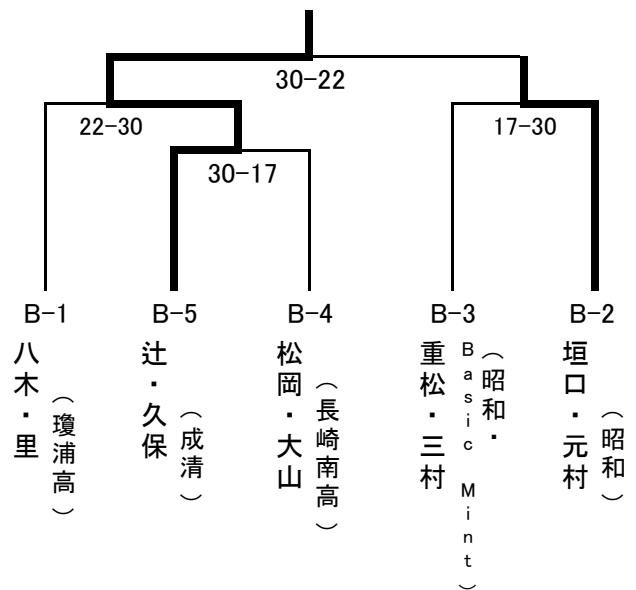 30-22
22-30
17-30
30-17
B-1
B-5
B-4
B-3
B-2
八木・里
（瓊浦高）
辻・久保
（成清）
松岡・大山
（長崎南高）
重松・三村
（昭和・
Basic Mint）
垣口・元村
（昭和）